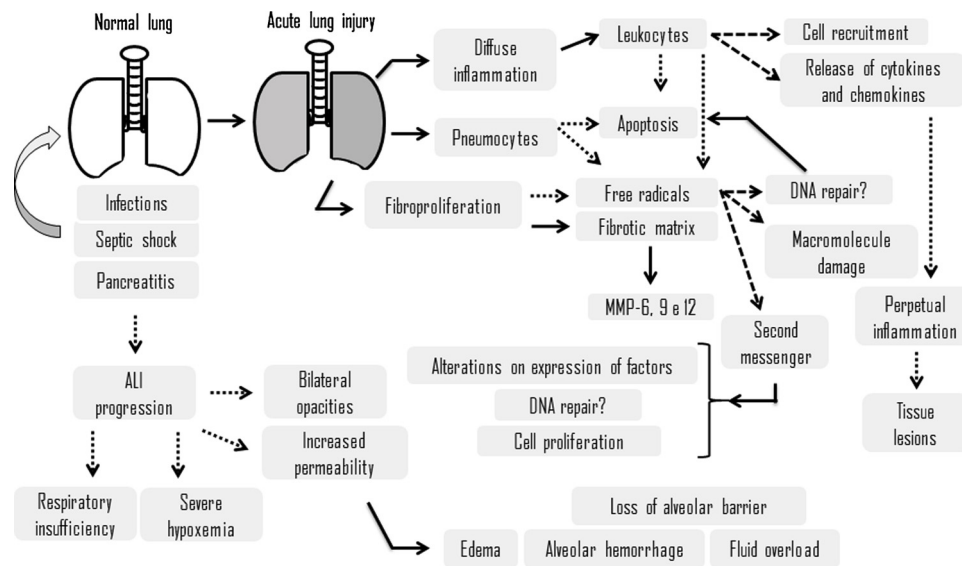 Normal lung
Acute lung injury
Diffuse
inflammation
Leukocytes
Cell recruitment
Release of cytokines
and chemokines
Pneumocytes
Apoptosis
Infections
Septic shock
Pancreatitis
Fibroproliferation
Free radicals
Fibrotic matrix
DNA repair?
Macromolecule
damage
MMP-6, 9 e 12
Second
messenger
Perpetual
inflammation
Tissue
lesions
Alterations on expression of factors
DNA repair?
Cell proliferation
ALI
progression
Bilateral
opacities
Increased
permeability
Respiratory
insufficiency
Severe
hypoxemia
Loss of alveolar barrier
Edema
Alveolar hemorrhage
Fluid overload